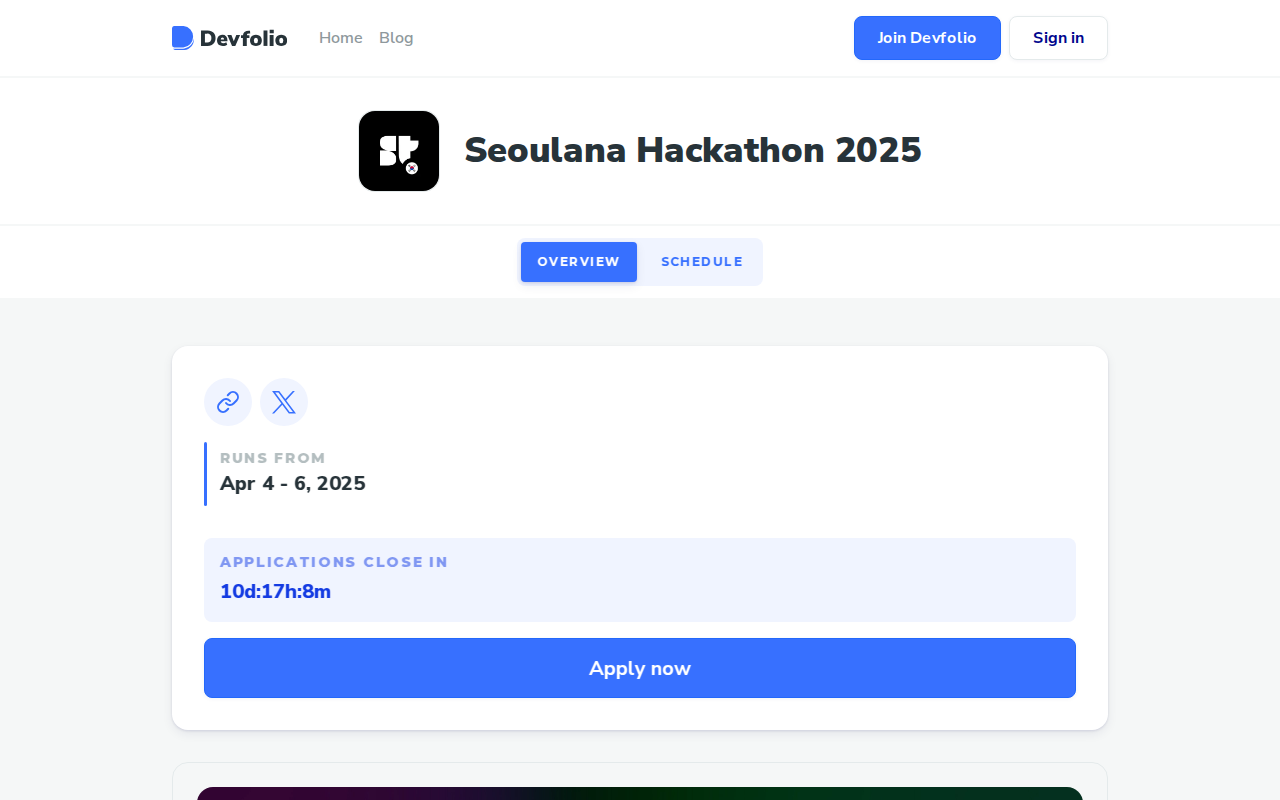 Devfolio
Home
Blog
Join Devfolio
Sign in
Seoulana Hackathon 2025
OVERVIEW
SCHEDULE
RUNS FROM
Apr 4 - 6, 2025
APPLICATIONS CLOSE IN
10d:17h:8m
Apply now